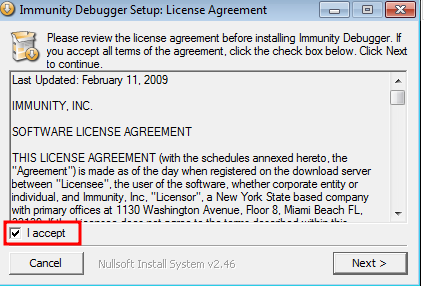 Immunity Debugger Setup: License Agreement
Please review the license agreement before installing Immunity Debugger. If
you accept all terms of the agreement, click the check box below. Click Next
to continue.
Last Updated: February 11, 2009
IMMUNITY, INC.
SOFTWARE LICENSE AGREEMENT
THIS LICENSE AGREEMENT (with the schedules annexed hereto, the
"Agreement") is made as of the day when registered on the download server
between "Licensee", the user of the software, whether corporate entity or
individual, and Immunity, Inc, "Licensor", a New York State based company
with primary offices at 1130 Washington Avenue, Floor 8, Miami Beach FL,
I accept
Cancel
Nullsoft Install System v2.46
Next >